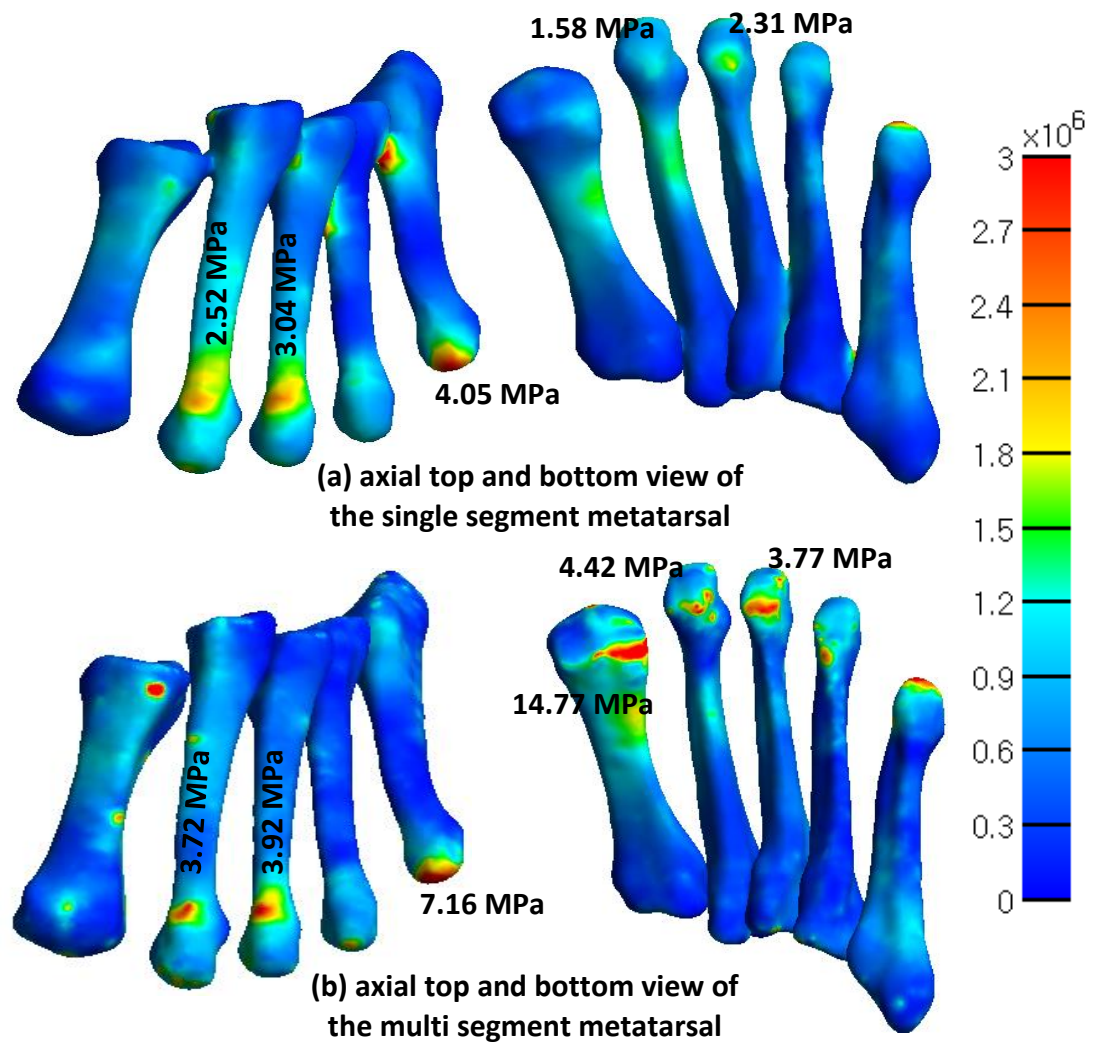 1.58 MPa
2.31 MPa
2.52 MPa
3.04 MPa
4.05 MPa
(a) axial top and bottom view of
the single segment metatarsal
4.42 MPa
3.77 MPa
14.77 MPa
3.72 MPa
3.92 MPa
7.16 MPa
(b) axial top and bottom view of
the multi segment metatarsal
×10⁶
3
2.7
2.4
2.1
1.8
1.5
1.2
0.9
0.6
0.3
0